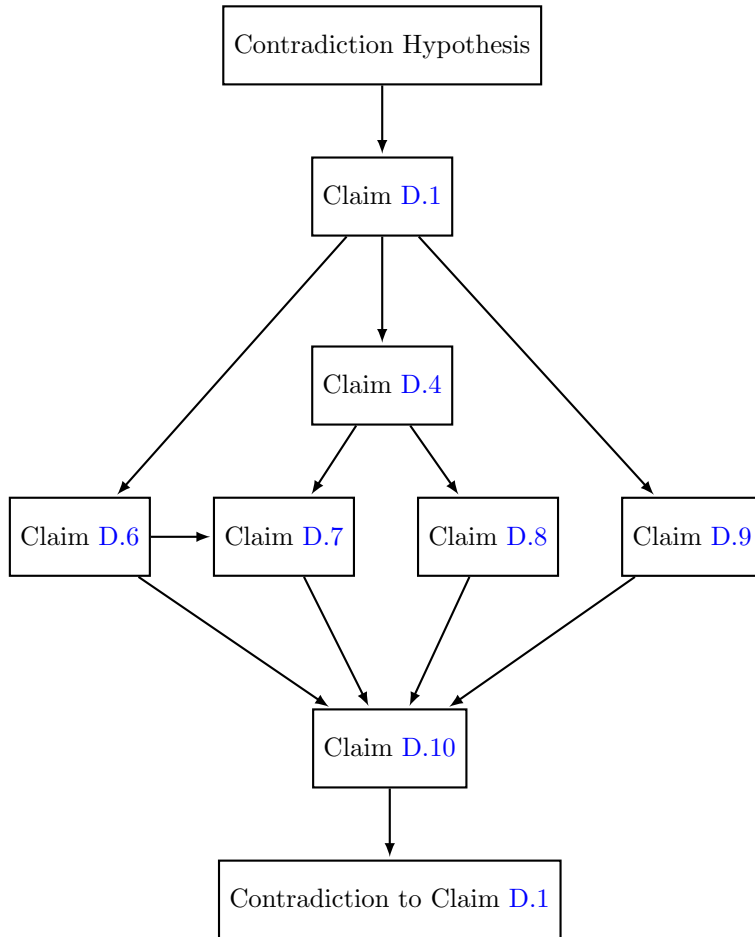 Contradiction Hypothesis
Claim D.1
Claim D.4
Claim D.6
Claim D.7
Claim D.8
Claim D.9
Claim D.10
Contradiction to Claim D.1